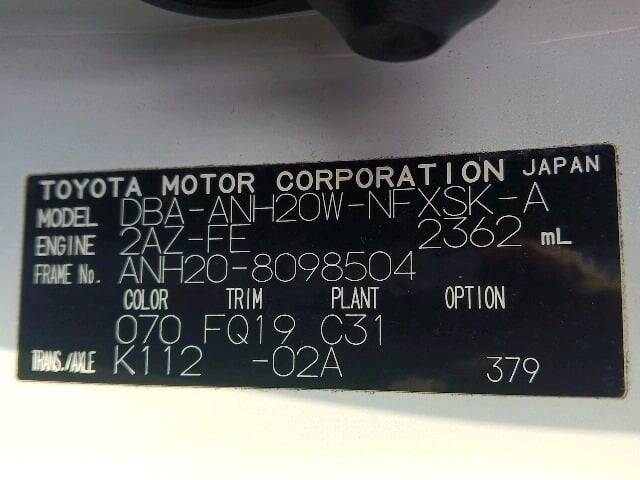 TOYOTA MOTOR CORPORATION JAPAN
MODEL DBA-ANH20W-NFXSK-A
ENGINE 2AZ-FE 2362 mL
FRAME No. ANH20-8098504
COLOR TRIM PLANT OPTION
070 FQ19 C31
TRANS./AXLE K112 -02A 379